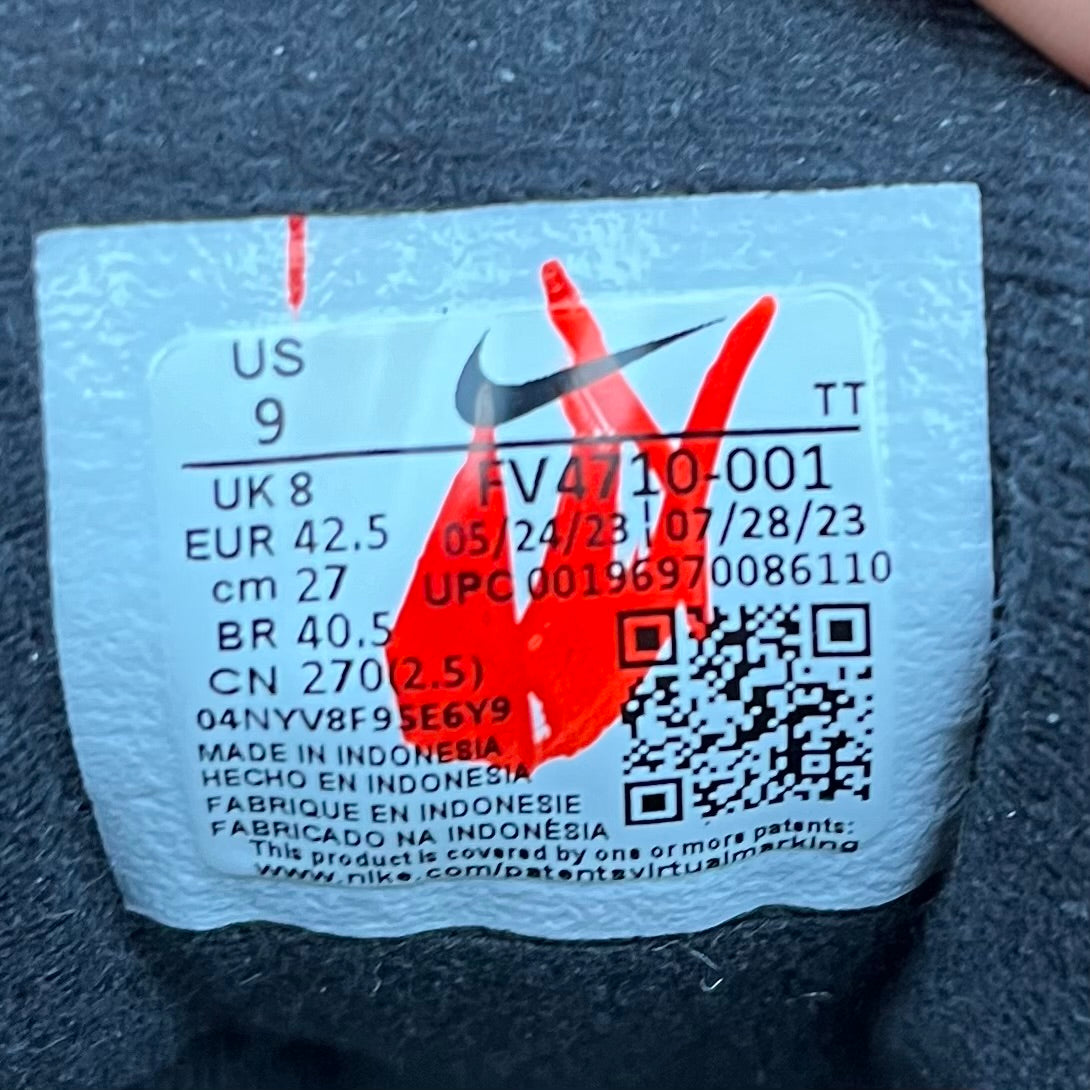 US
9
TT
UK 8
FV4710-001
EUR 42.5
05/24/23 07/28/23
cm 27
UPC 00196970086110
BR 40.5
CN 270(2.5)
04NYV8F95E6Y9
MADE IN INDONESIA
HECHO EN INDONESIA
FABRIQUE EN INDONESIE
FABRICADO NA INDONÉSIA
This product is covered by one or more patents:
www.nike.com/patentsvirtualmarking